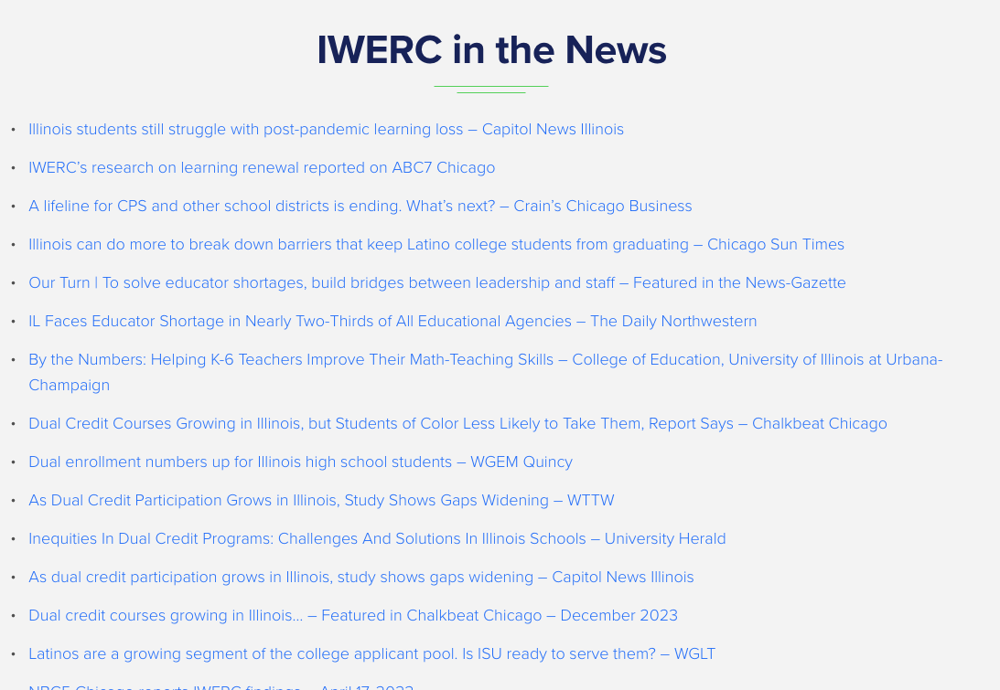 IWERC in the News
• Illinois students still struggle with post-pandemic learning loss – Capitol News Illinois
• IWERC’s research on learning renewal reported on ABC7 Chicago
• A lifeline for CPS and other school districts is ending. What’s next? – Crain’s Chicago Business
• Illinois can do more to break down barriers that keep Latino college students from graduating – Chicago Sun Times
• Our Turn | To solve educator shortages, build bridges between leadership and staff – Featured in the News-Gazette
• IL Faces Educator Shortage in Nearly Two-Thirds of All Educational Agencies – The Daily Northwestern
• By the Numbers: Helping K-6 Teachers Improve Their Math-Teaching Skills – College of Education, University of Illinois at Urbana-
Champaign
• Dual Credit Courses Growing in Illinois, but Students of Color Less Likely to Take Them, Report Says – Chalkbeat Chicago
• Dual enrollment numbers up for Illinois high school students – WGEM Quincy
• As Dual Credit Participation Grows in Illinois, Study Shows Gaps Widening – WTTW
• Inequities In Dual Credit Programs: Challenges And Solutions In Illinois Schools – University Herald
• As dual credit participation grows in Illinois, study shows gaps widening – Capitol News Illinois
• Dual credit courses growing in Illinois... – Featured in Chalkbeat Chicago – December 2023
• Latinos are a growing segment of the college applicant pool. Is ISU ready to serve them? – WGLT
Chicago reports IWERC findings – April 17, 2023